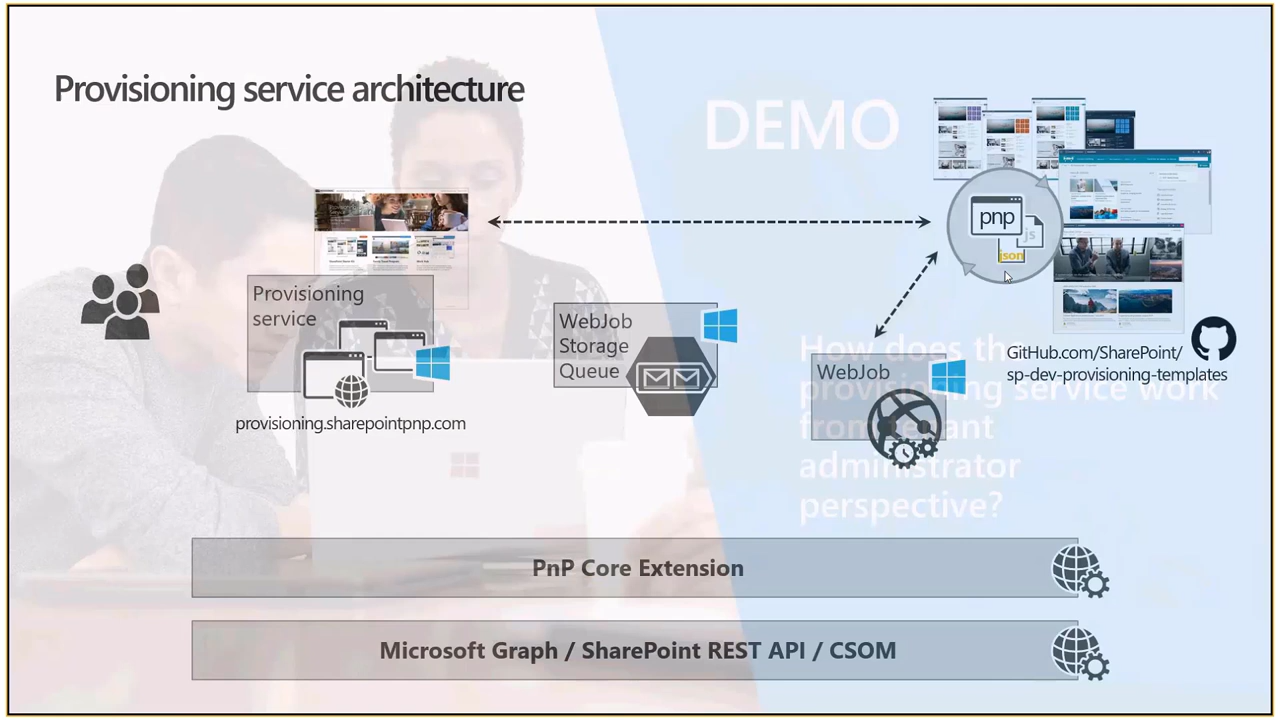 Provisioning service architecture
DEMO
pnp
js
json
Provisioning
service
WebJob
Storage
Queue
WebJob
GitHub.com/SharePoint/
sp-dev-provisioning-templates
provisioning.sharepointpnp.com
How does the
provisioning service work
from tenant
administrator
perspective?
PnP Core Extension
Microsoft Graph / SharePoint REST API / CSOM